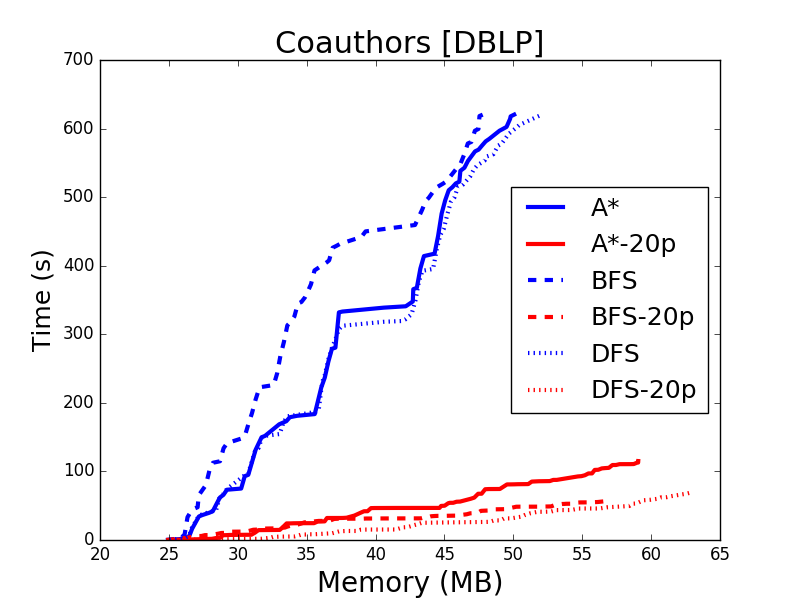 Coauthors [DBLP]
700
600
500
400
300
200
100
0
Time (s)
A*
A*-20p
BFS
BFS-20p
DFS
DFS-20p
20 25 30 35 40 45 50 55 60 65
Memory (MB)